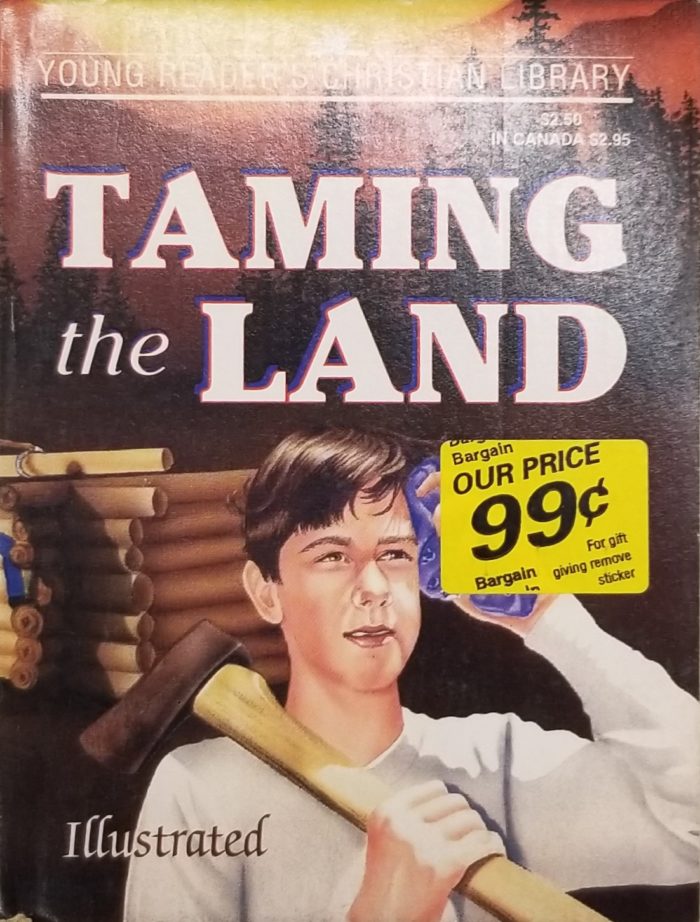 YOUNG READER'S CHRISTIAN LIBRARY
$2.50
IN CANADA $2.95
TAMING
the LAND
Bargain
OUR PRICE
99¢
For gift
Bargain giving remove
sticker
Illustrated